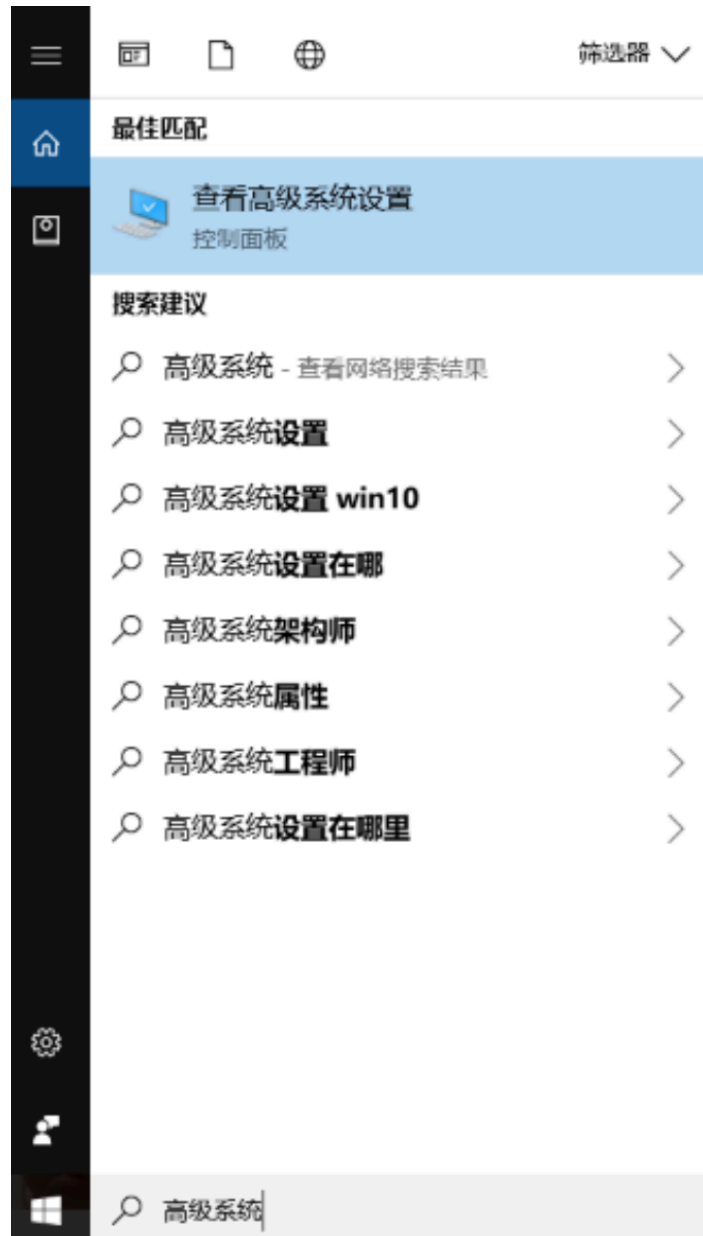 筛选器
最佳匹配
查看高级系统设置
控制面板
搜索建议
高级系统 - 查看网络搜索结果
高级系统设置
高级系统设置 win10
高级系统设置在哪
高级系统架构师
高级系统属性
高级系统工程师
高级系统设置在哪里
高级系统